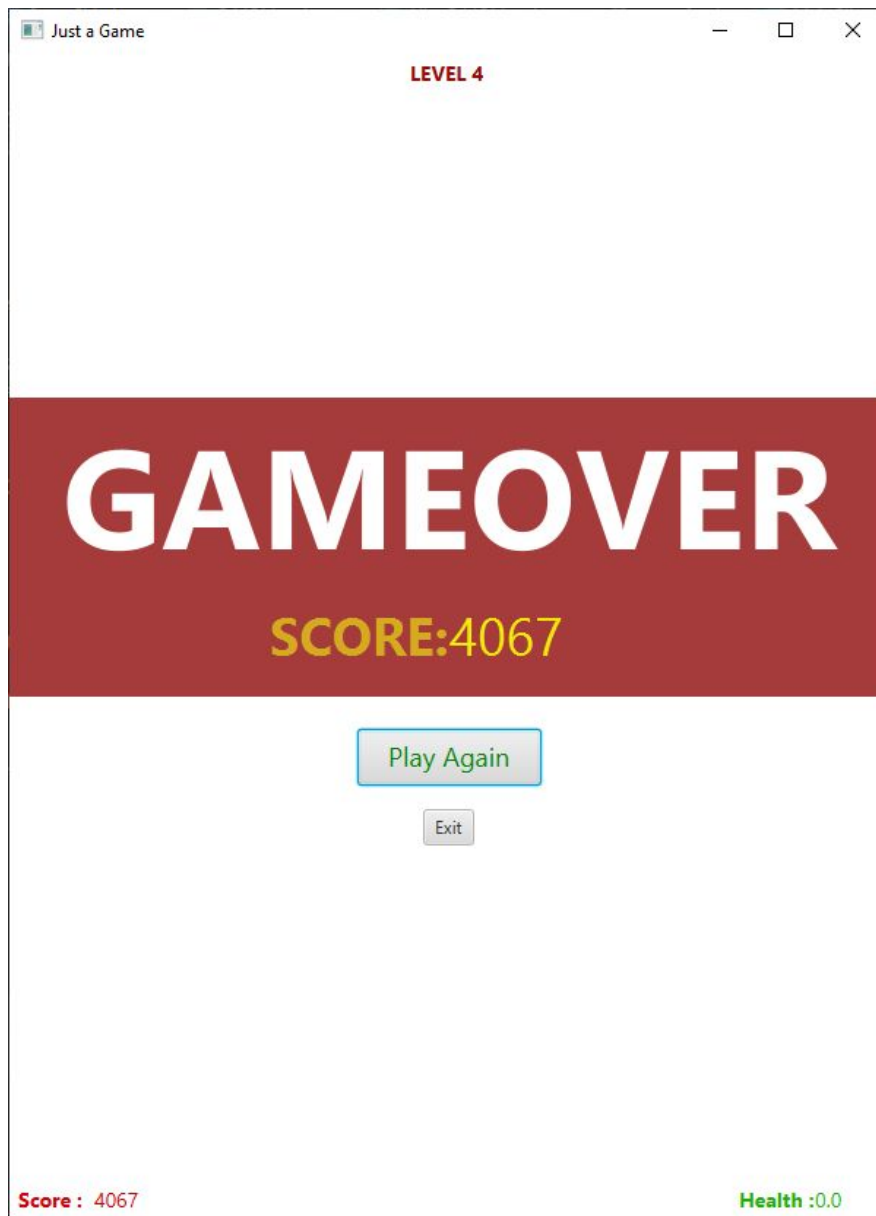 Just a Game
LEVEL 4
GAMEOVER
SCORE:4067
Play Again
Exit
Score : 4067
Health :0.0